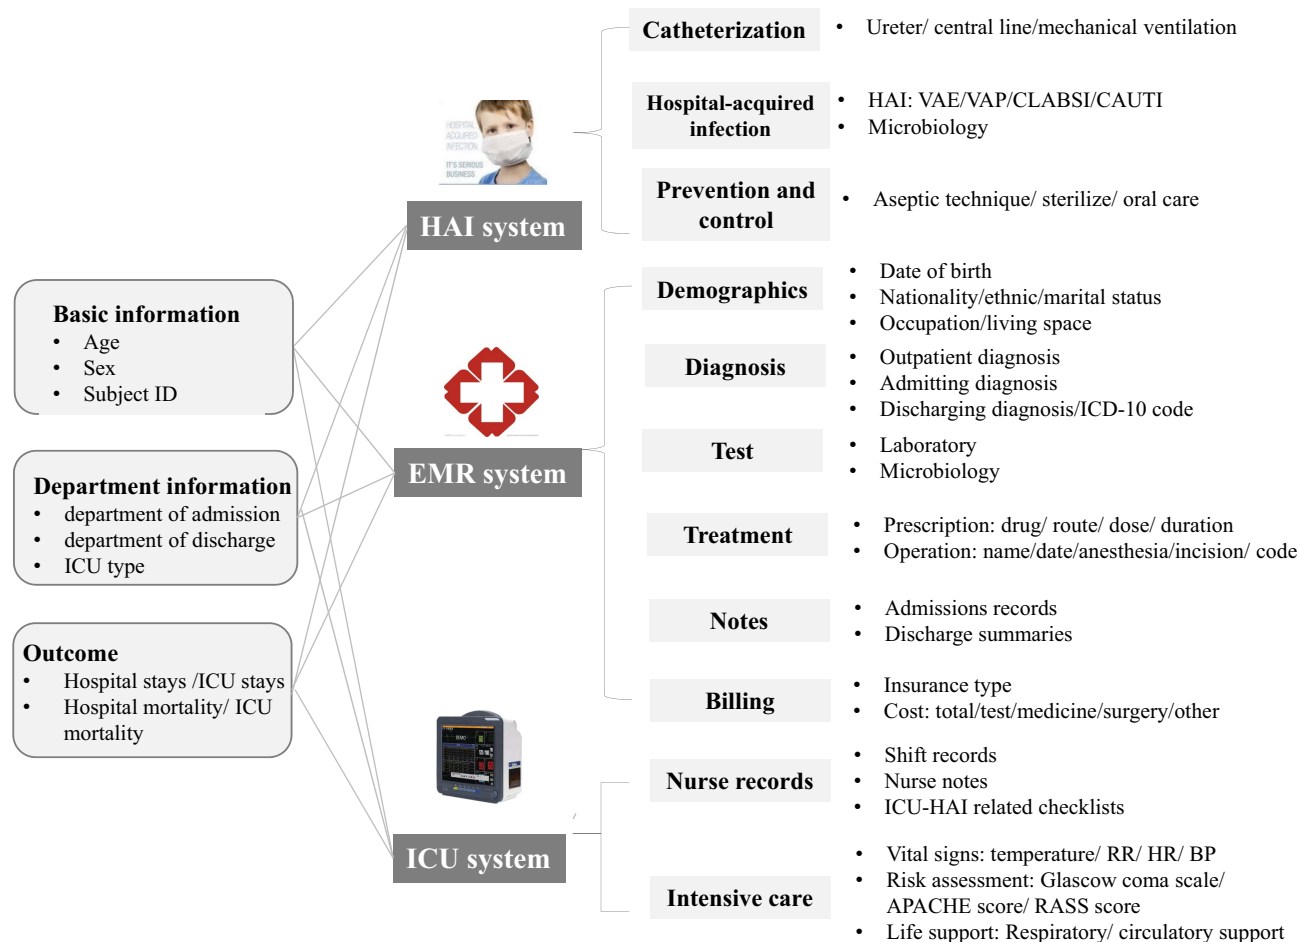 Basic information
• Age
• Sex
• Subject ID
Department information
• department of admission
• department of discharge
• ICU type
Outcome
• Hospital stays /ICU stays
• Hospital mortality/ ICU
mortality
HOSPITAL
ACQUIRED
INFECTION
IT'S SERIOUS
BUSINESS
HAI system
EMR system
DEMO
ICU system
Catheterization
• Ureter/ central line/mechanical ventilation
Hospital-acquired
infection
• HAI: VAE/VAP/CLABSI/CAUTI
• Microbiology
Prevention and
control
• Aseptic technique/ sterilize/ oral care
Demographics
• Date of birth
• Nationality/ethnic/marital status
• Occupation/living space
Diagnosis
• Outpatient diagnosis
• Admitting diagnosis
• Discharging diagnosis/ICD-10 code
Test
• Laboratory
• Microbiology
Treatment
• Prescription: drug/ route/ dose/ duration
• Operation: name/date/anesthesia/incision/ code
Notes
• Admissions records
• Discharge summaries
Billing
• Insurance type
• Cost: total/test/medicine/surgery/other
Nurse records
• Shift records
• Nurse notes
• ICU-HAI related checklists
Intensive care
• Vital signs: temperature/ RR/ HR/ BP
• Risk assessment: Glascow coma scale/
APACHE score/ RASS score
• Life support: Respiratory/ circulatory support